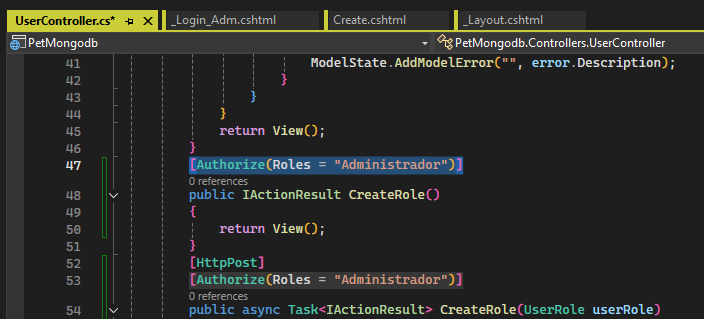 UserController.cs* _Login_Adm.cshtml Create.cshtml _Layout.cshtml
PetMongodb PetMongodb.Controllers.UserController
41 ModelState.AddModelError("", error.Description);
42 }
43 }
44 }
45 return View();
46 }
47 [Authorize(Roles = "Administrador")]
0 references
48 public IActionResult CreateRole()
49 {
50 return View();
51 }
52 [HttpPost]
53 [Authorize(Roles = "Administrador")]
0 references
54 public async Task<IActionResult> CreateRole(UserRole userRole)